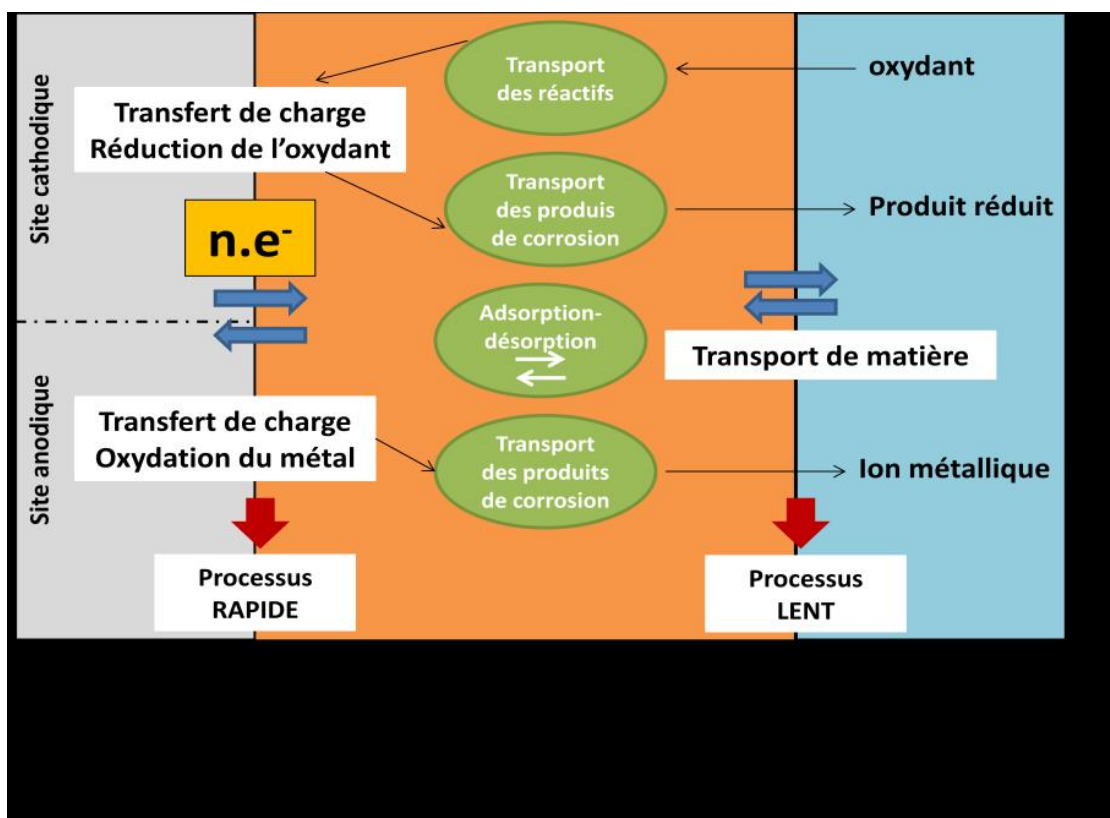 Site cathodique
Transport
des réactifs
oxydant
Transfert de charge
Réduction de l'oxydant
Transport
des produis
de corrosion
Produit réduit
n.e-
Adsorption-
désorption
Transport de matière
Site anodique
Transfert de charge
Oxydation du métal
Transport
des produits
de corrosion
Ion métallique
Processus
RAPIDE
Processus
LENT